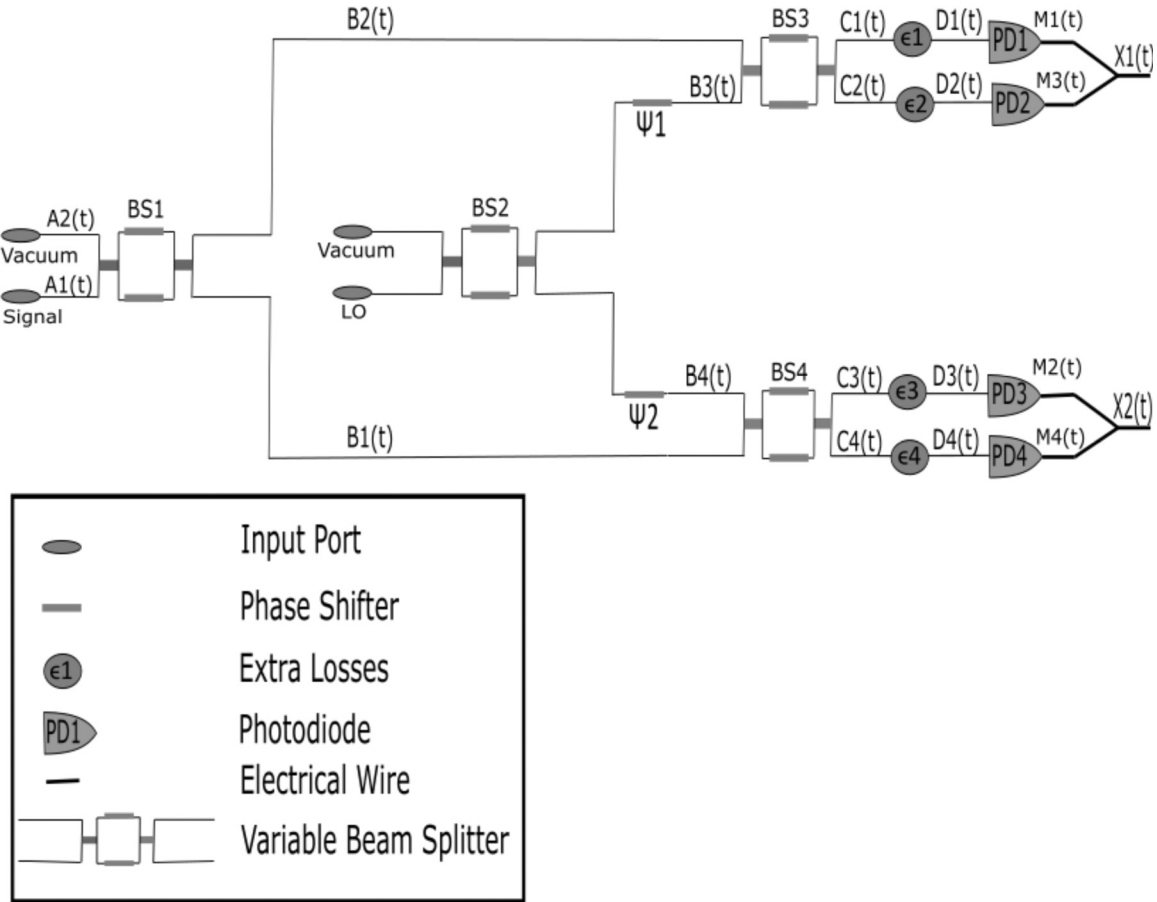 B2(t)
BS3
C1(t)
ϵ1
D1(t)
PD1
M1(t)
X1(t)
B3(t)
Ψ1
C2(t)
ϵ2
D2(t)
PD2
M3(t)
A2(t)
BS1
Vacuum
A1(t)
Signal
BS2
Vacuum
LO
B4(t)
Ψ2
B1(t)
BS4
C3(t)
ϵ3
D3(t)
PD3
M2(t)
X2(t)
C4(t)
ϵ4
D4(t)
PD4
M4(t)
Input Port
Phase Shifter
ϵ1
Extra Losses
PD1
Photodiode
Electrical Wire
Variable Beam Splitter